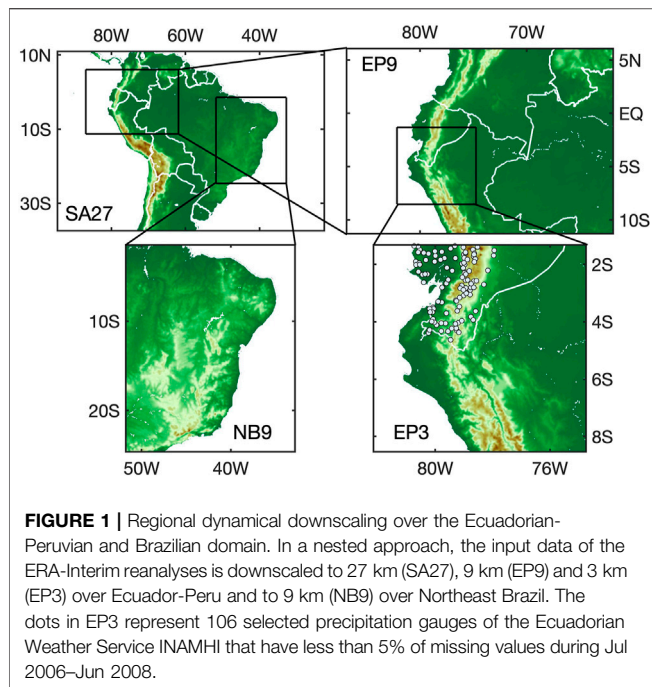 80W 60W 40W
70W
80W
10N
EP9
5N
EQ
10S
5S
30S
SA27
10S
2S
10S
4S
6S
20S
NB9
EP3
8S
50W 40W
80W 76W
FIGURE 1 | Regional dynamical downscaling over the Ecuadorian-
Peruvian and Brazilian domain. In a nested approach, the input data of the
ERA-Interim reanalyses is downscaled to 27 km (SA27), 9 km (EP9) and 3 km
(EP3) over Ecuador-Peru and to 9 km (NB9) over Northeast Brazil. The
dots in EP3 represent 106 selected precipitation gauges of the Ecuadorian
Weather Service INAMHI that have less than 5% of missing values during Jul
2006–Jun 2008.